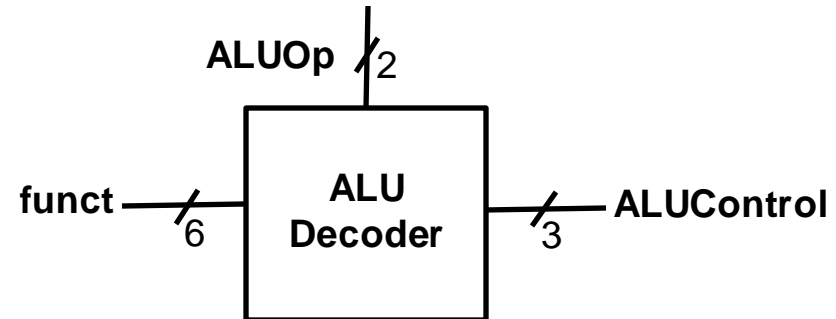 ALUOp
2
funct
6
ALU
Decoder
3
ALUControl